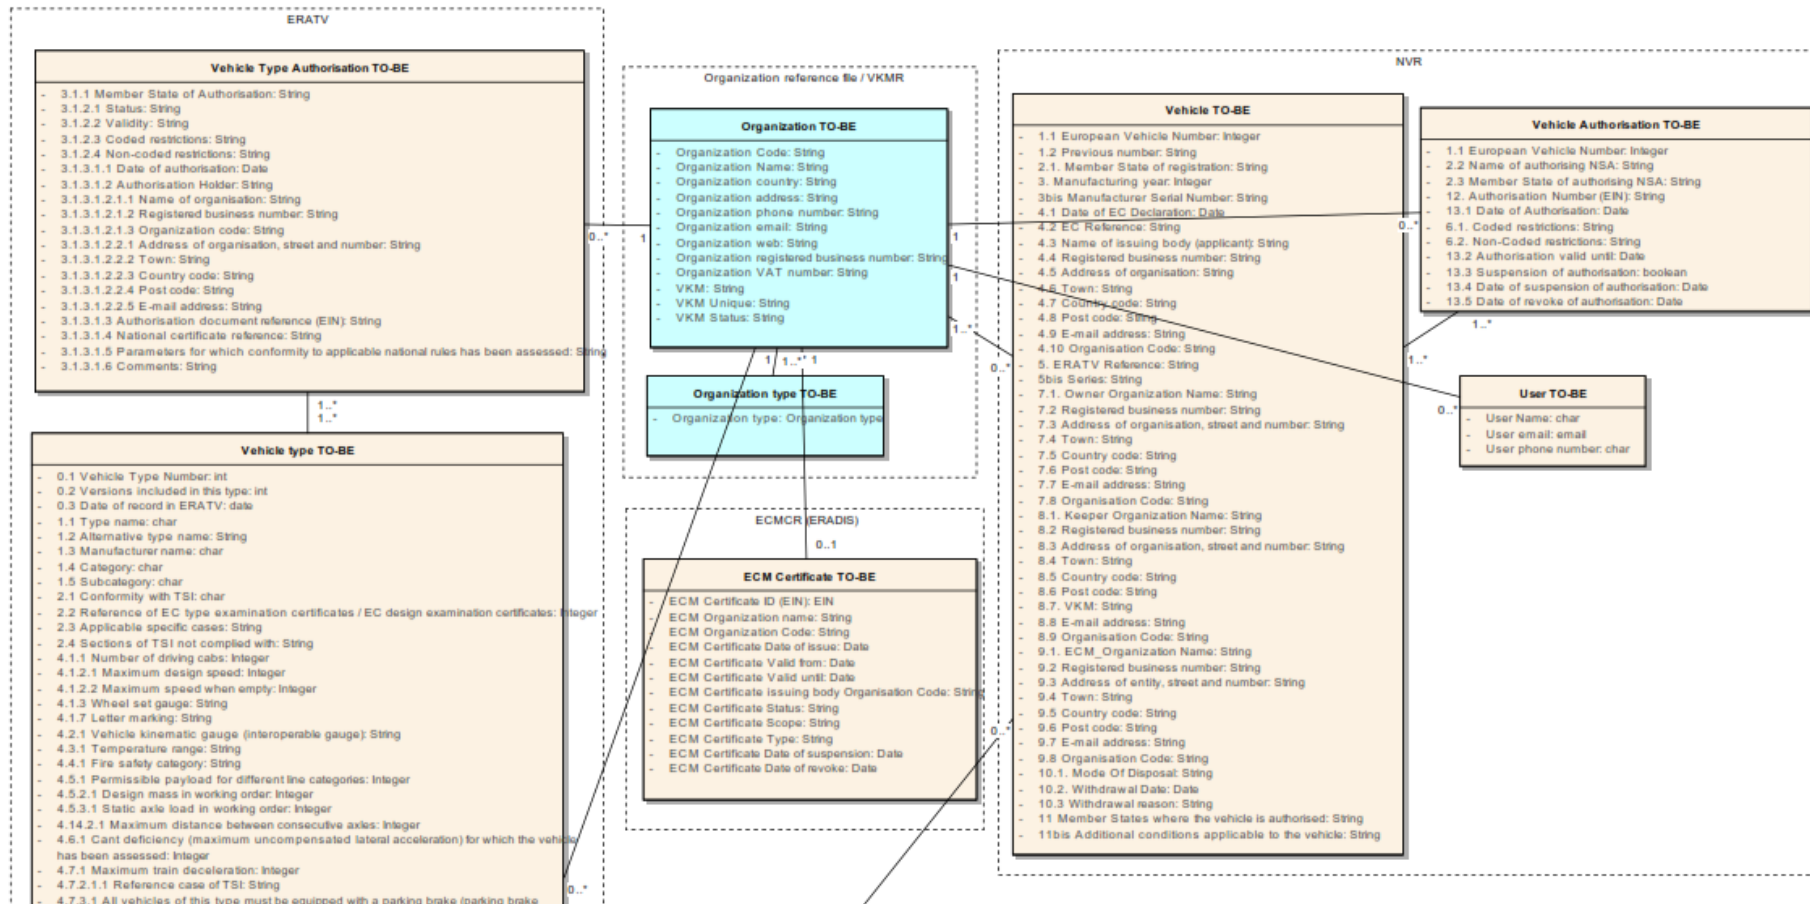 ERATV
Vehicle Type Authorisation TO-BE
- 3.1.1 Member State of Authorisation: String
- 3.1.2.1 Status: String
- 3.1.2.2 Validity: String
- 3.1.2.3 Coded restrictions: String
- 3.1.2.4 Non-coded restrictions: String
- 3.1.3.1.1 Date of authorisation: Date
- 3.1.3.1.2 Authorisation Holder: String
- 3.1.3.1.2.1.1 Name of organisation: String
- 3.1.3.1.2.1.2 Registered business number: String
- 3.1.3.1.2.1.3 Organization code: String
- 3.1.3.1.2.2.1 Address of organisation, street and number: String
- 3.1.3.1.2.2.2 Town: String
- 3.1.3.1.2.2.3 Country code: String
- 3.1.3.1.2.2.4 Post code: String
- 3.1.3.1.2.2.5 E-mail address: String
- 3.1.3.1.3 Authorisation document reference (EIN): String
- 3.1.3.1.4 National certificate reference: String
- 3.1.3.1.5 Parameters for which conformity to applicable national rules has been assessed: String
- 3.1.3.1.6 Comments: String
0..*
1
1..*
1..*
Vehicle type TO-BE
- 0.1 Vehicle Type Number: int
- 0.2 Versions included in this type: int
- 0.3 Date of record in ERATV: date
- 1.1 Type name: char
- 1.2 Alternative type name: String
- 1.3 Manufacturer name: char
- 1.4 Category: char
- 1.5 Subcategory: char
- 2.1 Conformity with TSI: char
- 2.2 Reference of EC type examination certificates / EC design examination certificates: Integer
- 2.3 Applicable specific cases: String
- 2.4 Sections of TSI not complied with: String
- 4.1.1 Number of driving cabs: Integer
- 4.1.2.1 Maximum design speed: Integer
- 4.1.2.2 Maximum speed when empty: Integer
- 4.1.3 Wheel set gauge: String
- 4.1.7 Letter marking: String
- 4.2.1 Vehicle kinematic gauge (interoperable gauge): String
- 4.3.1 Temperature range: String
- 4.4.1 Fire safety category: String
- 4.5.1 Permissible payload for different line categories: Integer
- 4.5.2.1 Design mass in working order: Integer
- 4.5.3.1 Static axle load in working order: Integer
- 4.14.2.1 Maximum distance between consecutive axles: Integer
- 4.6.1 Cant deficiency (maximum uncompensated lateral acceleration) for which the vehicle
has been assessed: Integer
- 4.7.1 Maximum train deceleration: Integer
- 4.7.2.1.1 Reference case of TSI: String
- 4.7.3.1 All vehicles of this type must be equipped with a parking brake (parking brake
0..*
Organization reference file / VKMR
Organization TO-BE
- Organization Code: String
- Organization Name: String
- Organization country: String
- Organization address: String
- Organization phone number: String
- Organization email: String
- Organization web: String
- Organization registered business number: String
- Organization VAT number: String
- VKM: String
- VKM Unique: String
- VKM Status: String
1
1
1..*
0..*
1
1..*
1
Organization type TO-BE
- Organization type: Organization type
ECMCR (ERADIS)
0..1
ECM Certificate TO-BE
- ECM Certificate ID (EIN): EIN
- ECM Organization name: String
- ECM Organization Code: String
- ECM Certificate Date of issue: Date
- ECM Certificate Valid from: Date
- ECM Certificate Valid until: Date
- ECM Certificate issuing body Organisation Code: String
- ECM Certificate Status: String
- ECM Certificate Scope: String
- ECM Certificate Type: String
- ECM Certificate Date of suspension: Date
- ECM Certificate Date of revoke: Date
0..*
NVR
Vehicle TO-BE
- 1.1 European Vehicle Number: Integer
- 1.2 Previous number: String
- 2.1. Member State of registration: String
- 3. Manufacturing year: Integer
- 3bis Manufacturer Serial Number: String
- 4.1 Date of EC Declaration: Date
- 4.2 EC Reference: String
- 4.3 Name of issuing body (applicant): String
- 4.4 Registered business number: String
- 4.5 Address of organisation: String
- 4.6 Town: String
- 4.7 Country code: String
- 4.8 Post code: String
- 4.9 E-mail address: String
- 4.10 Organisation Code: String
- 5. ERATV Reference: String
- 5bis Series: String
- 7.1. Owner Organization Name: String
- 7.2 Registered business number: String
- 7.3 Address of organisation, street and number: String
- 7.4 Town: String
- 7.5 Country code: String
- 7.6 Post code: String
- 7.7 E-mail address: String
- 7.8 Organisation Code: String
- 8.1. Keeper Organization Name: String
- 8.2 Registered business number: String
- 8.3 Address of organisation, street and number: String
- 8.4 Town: String
- 8.5 Country code: String
- 8.6 Post code: String
- 8.7. VKM: String
- 8.8 E-mail address: String
- 8.9 Organisation Code: String
- 9.1. ECM_Organization Name: String
- 9.2 Registered business number: String
- 9.3 Address of entity, street and number: String
- 9.4 Town: String
- 9.5 Country code: String
- 9.6 Post code: String
- 9.7 E-mail address: String
- 9.8 Organisation Code: String
- 10.1. Mode Of Disposal: String
- 10.2. Withdrawal Date: Date
- 10.3 Withdrawal reason: String
- 11 Member States where the vehicle is authorised: String
- 11bis Additional conditions applicable to the vehicle: String
Vehicle Authorisation TO-BE
- 1.1 European Vehicle Number: Integer
- 2.2 Name of authorising NSA: String
- 2.3 Member State of authorising NSA: String
- 12. Authorisation Number (EIN): String
- 13.1 Date of Authorisation: Date
- 6.1. Coded restrictions: String
- 6.2. Non-Coded restrictions: String
- 13.2 Authorisation valid until: Date
- 13.3 Suspension of authorisation: boolean
- 13.4 Date of suspension of authorisation: Date
- 13.5 Date of revoke of authorisation: Date
0..*
1..*
1..*
0..*
User TO-BE
- User Name: char
- User email: email
- User phone number: char